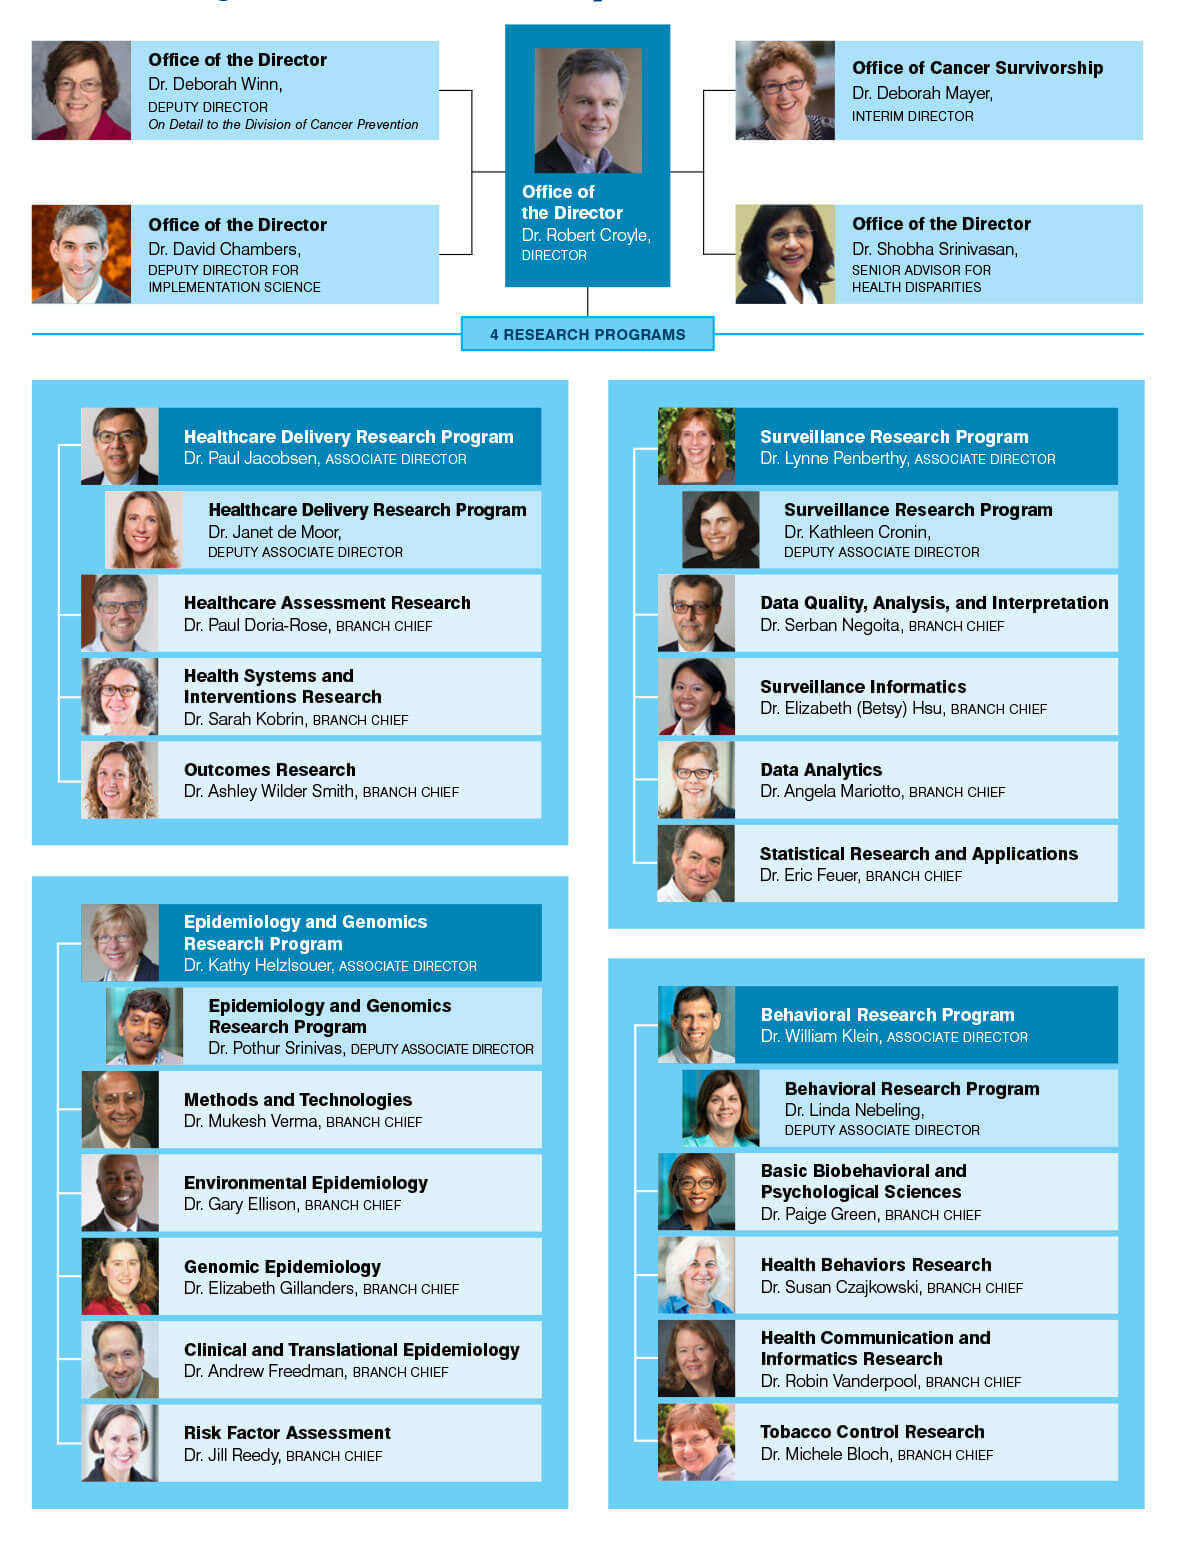 Office of the Director
Dr. Deborah Winn,
DEPUTY DIRECTOR
On Detail to the Division of Cancer Prevention
Office of the Director
Dr. David Chambers,
DEPUTY DIRECTOR FOR
IMPLEMENTATION SCIENCE
Office of
the Director
Dr. Robert Croyle,
DIRECTOR
Office of Cancer Survivorship
Dr. Deborah Mayer,
INTERIM DIRECTOR
Office of the Director
Dr. Shobha Srinivasan,
SENIOR ADVISOR FOR
HEALTH DISPARITIES
4 RESEARCH PROGRAMS
Healthcare Delivery Research Program
Dr. Paul Jacobsen, ASSOCIATE DIRECTOR
Healthcare Delivery Research Program
Dr. Janet de Moor,
DEPUTY ASSOCIATE DIRECTOR
Healthcare Assessment Research
Dr. Paul Doria-Rose, BRANCH CHIEF
Health Systems and
Interventions Research
Dr. Sarah Kobrin, BRANCH CHIEF
Outcomes Research
Dr. Ashley Wilder Smith, BRANCH CHIEF
Epidemiology and Genomics
Research Program
Dr. Kathy Helzlsouer, ASSOCIATE DIRECTOR
Epidemiology and Genomics
Research Program
Dr. Pothur Srinivas, DEPUTY ASSOCIATE DIRECTOR
Methods and Technologies
Dr. Mukesh Verma, BRANCH CHIEF
Environmental Epidemiology
Dr. Gary Ellison, BRANCH CHIEF
Genomic Epidemiology
Dr. Elizabeth Gillanders, BRANCH CHIEF
Clinical and Translational Epidemiology
Dr. Andrew Freedman, BRANCH CHIEF
Risk Factor Assessment
Dr. Jill Reedy, BRANCH CHIEF
Surveillance Research Program
Dr. Lynne Penberthy, ASSOCIATE DIRECTOR
Surveillance Research Program
Dr. Kathleen Cronin,
DEPUTY ASSOCIATE DIRECTOR
Data Quality, Analysis, and Interpretation
Dr. Serban Negoita, BRANCH CHIEF
Surveillance Informatics
Dr. Elizabeth (Betsy) Hsu, BRANCH CHIEF
Data Analytics
Dr. Angela Mariotto, BRANCH CHIEF
Statistical Research and Applications
Dr. Eric Feuer, BRANCH CHIEF
Behavioral Research Program
Dr. William Klein, ASSOCIATE DIRECTOR
Behavioral Research Program
Dr. Linda Nebeling,
DEPUTY ASSOCIATE DIRECTOR
Basic Biobehavioral and
Psychological Sciences
Dr. Paige Green, BRANCH CHIEF
Health Behaviors Research
Dr. Susan Czajkowski, BRANCH CHIEF
Health Communication and
Informatics Research
Dr. Robin Vanderpool, BRANCH CHIEF
Tobacco Control Research
Dr. Michele Bloch, BRANCH CHIEF